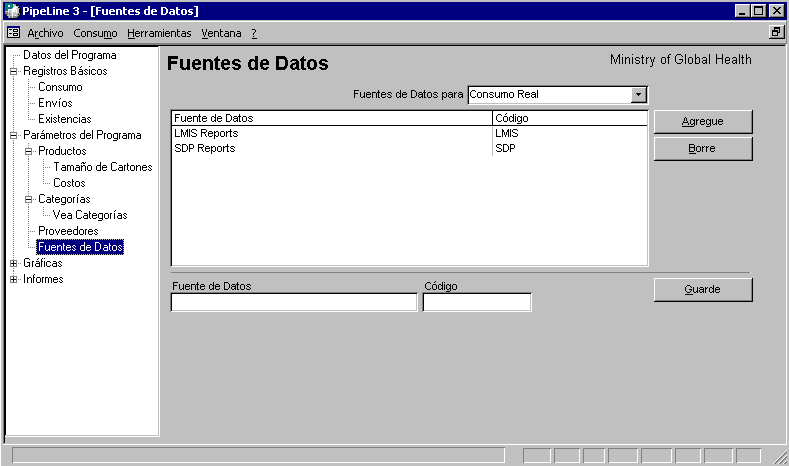 PipeLine 3 - [Fuentes de Datos]
Archivo Consumo Herramientas Ventana ?
Datos del Programa
Registros Básicos
Consumo
Envíos
Existencias
Parámetros del Programa
Productos
Tamaño de Cartones
Costos
Categorías
Vea Categorías
Proveedores
Fuentes de Datos
Gráficas
Informes
Fuentes de Datos
Ministry of Global Health
Fuentes de Datos para Consumo Real
Fuente de Datos Código
LMIS Reports LMIS
SDP Reports SDP
Agregue
Borre
Fuente de Datos Código
Guarde